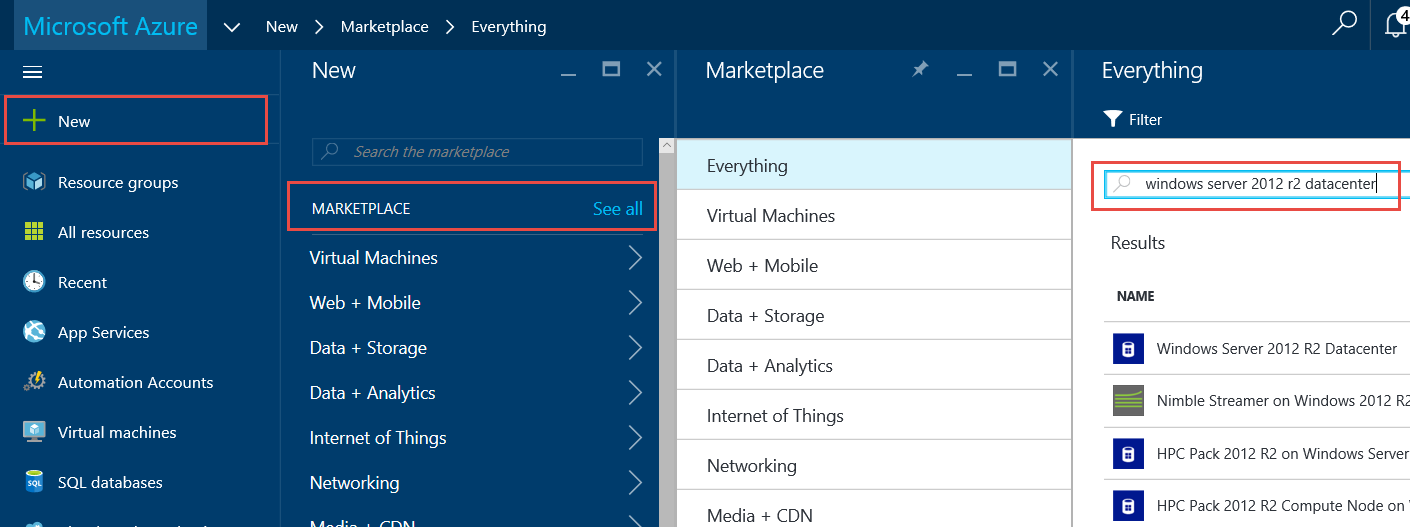 Microsoft Azure
New
Marketplace
Everything
4
New
Resource groups
All resources
Recent
App Services
Automation Accounts
Virtual machines
SQL databases
New
Search the marketplace
MARKETPLACE See all
Virtual Machines
Web + Mobile
Data + Storage
Data + Analytics
Internet of Things
Networking
Media + CDN
Marketplace
Everything
Virtual Machines
Web + Mobile
Data + Storage
Data + Analytics
Internet of Things
Networking
Media + CDN
Everything
Filter
windows server 2012 r2 datacenter
Results
NAME
Windows Server 2012 R2 Datacenter
Nimble Streamer on Windows 2012 R2
HPC Pack 2012 R2 on Windows Server
HPC Pack 2012 R2 Compute Node on